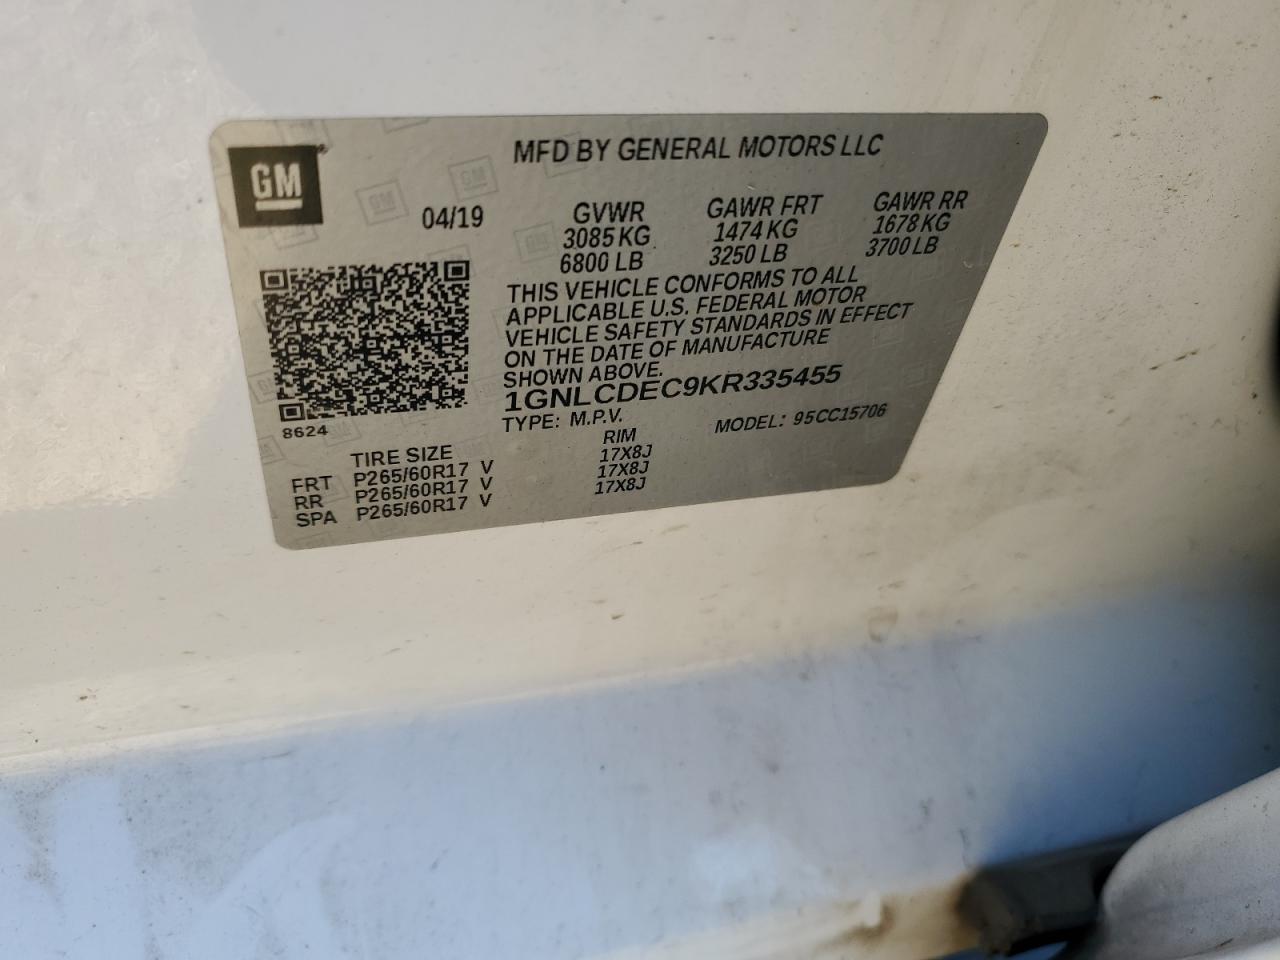 MFD BY GENERAL MOTORS LLC
GM
04/19
GVWR GAWR FRT GAWR RR
3085 KG 1474 KG 1678 KG
6800 LB 3250 LB 3700 LB
THIS VEHICLE CONFORMS TO ALL
APPLICABLE U.S. FEDERAL MOTOR
VEHICLE SAFETY STANDARDS IN EFFECT
ON THE DATE OF MANUFACTURE
SHOWN ABOVE.
1GNLCDEC9KR335455
TYPE: M.P.V. MODEL: 95CC15706
8624
TIRE SIZE RIM
FRT P265/60R17 V 17X8J
RR P265/60R17 V 17X8J
SPA P265/60R17 V 17X8J